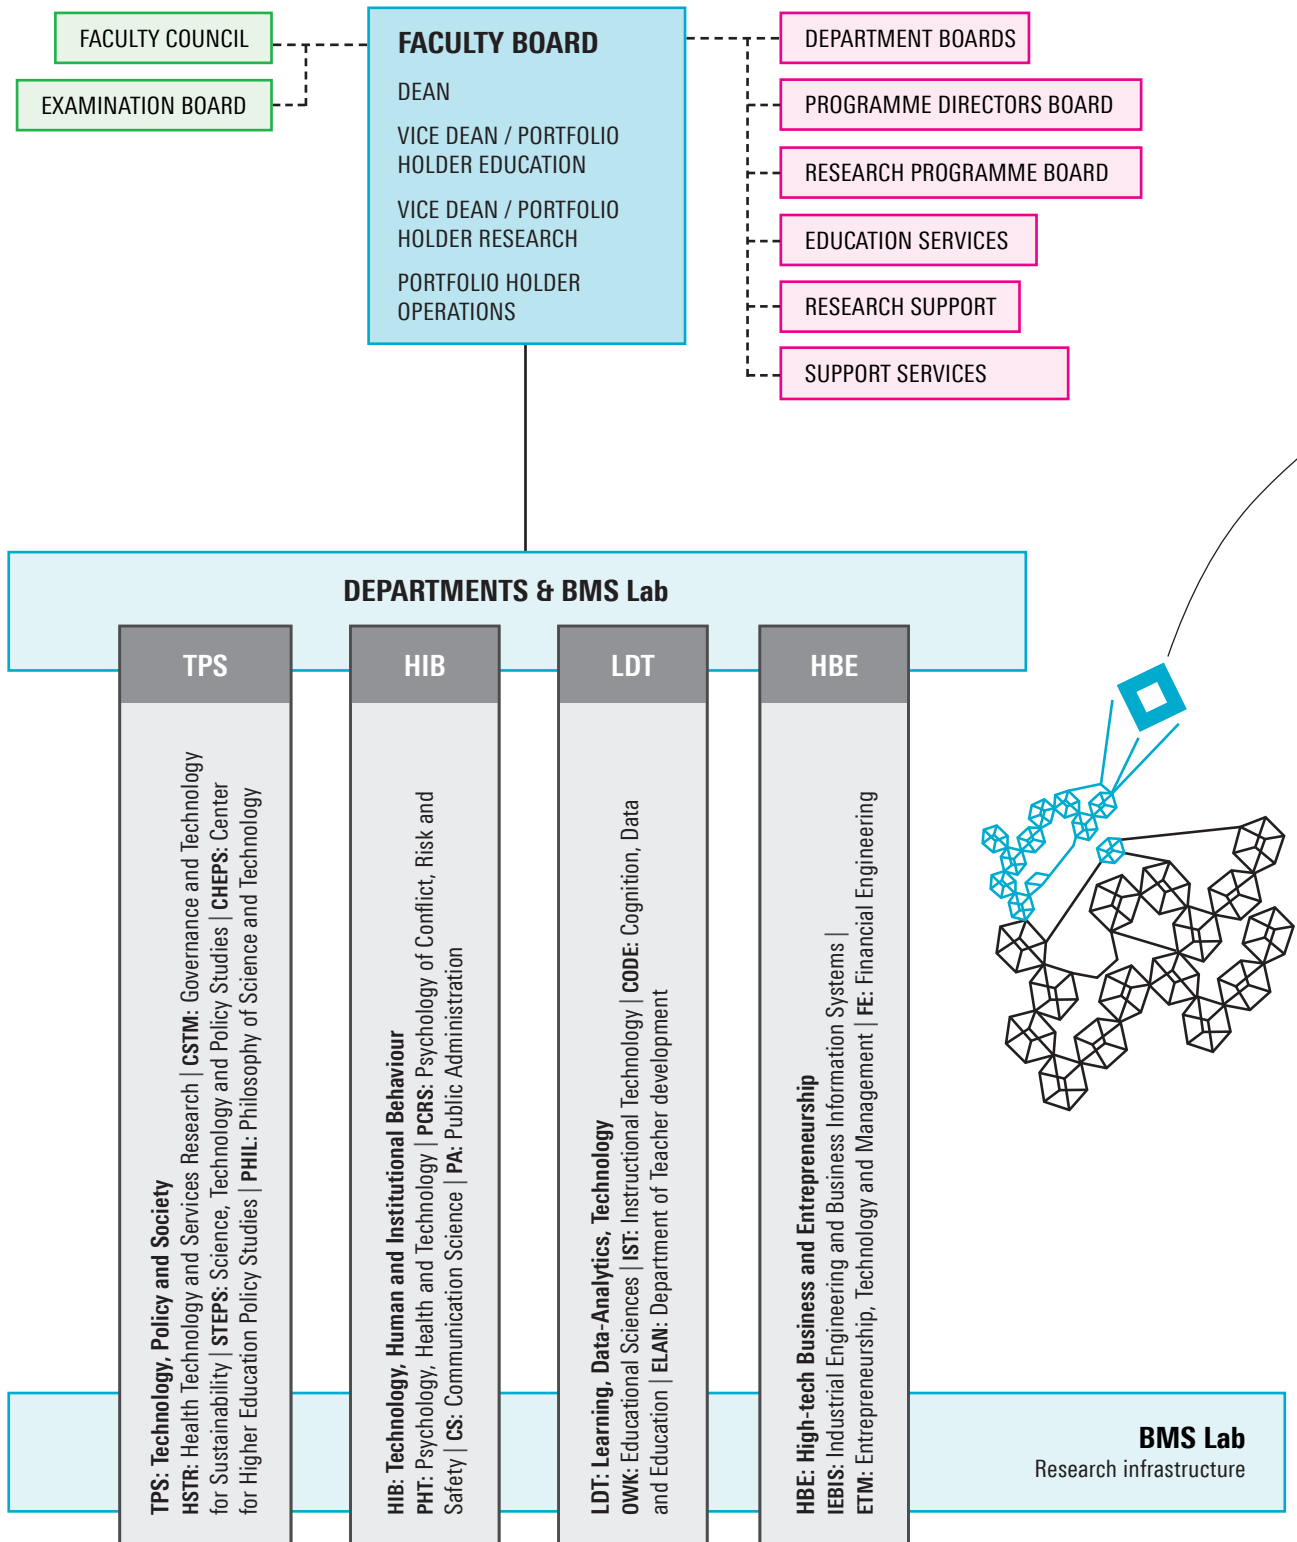 FACULTY COUNCIL
EXAMINATION BOARD
FACULTY BOARD
DEAN
VICE DEAN / PORTFOLIO
HOLDER EDUCATION
VICE DEAN / PORTFOLIO
HOLDER RESEARCH
PORTFOLIO HOLDER
OPERATIONS
DEPARTMENT BOARDS
PROGRAMME DIRECTORS BOARD
RESEARCH PROGRAMME BOARD
EDUCATION SERVICES
RESEARCH SUPPORT
SUPPORT SERVICES
DEPARTMENTS & BMS Lab
TPS
TPS: Technology, Policy and Society
HSTR: Health Technology and Services Research | CSTM: Governance and Technology
for Sustainability | STEPS: Science, Technology and Policy Studies | CHEPS: Center
for Higher Education Policy Studies | PHIL: Philosophy of Science and Technology
HIB
HIB: Technology, Human and Institutional Behaviour
PHT: Psychology, Health and Technology | PCRS: Psychology of Conflict, Risk and
Safety | CS: Communication Science | PA: Public Administration
LDT
LDT: Learning, Data-Analytics, Technology
OWK: Educational Sciences | IST: Instructional Technology | CODE: Cognition, Data
and Education | ELAN: Department of Teacher development
HBE
HBE: High-tech Business and Entrepreneurship
IEBIS: Industrial Engineering and Business Information Systems |
ETM: Entrepreneurship, Technology and Management | FE: Financial Engineering
BMS Lab
Research infrastructure